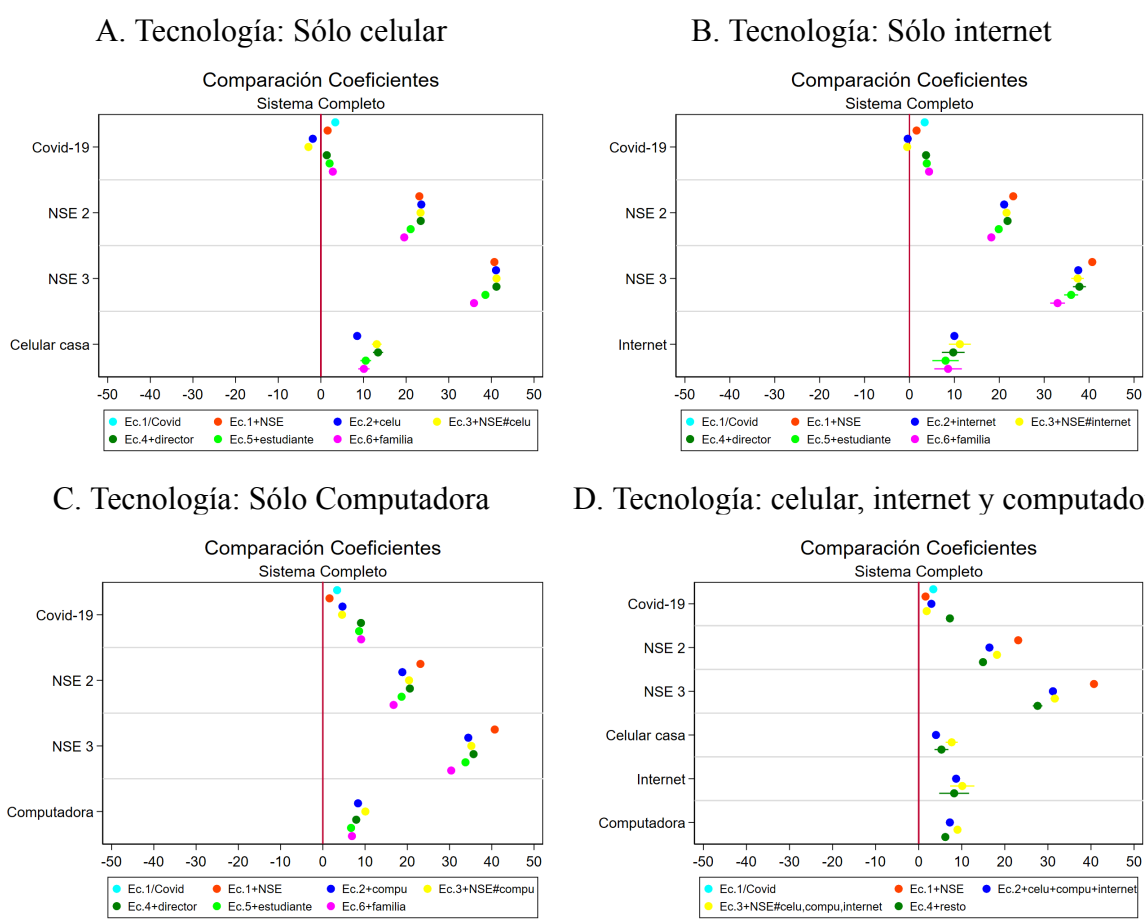 A. Tecnología: Sólo celular
Comparación Coeficientes
Sistema Completo
Covid-19
NSE 2
NSE 3
Celular casa
-50 -40 -30 -20 -10 0 10 20 30 40 50
Ec.1/Covid Ec.1+NSE Ec.2+celu Ec.3+NSE#celu
Ec.4+director Ec.5+estudiante Ec.6+familia
B. Tecnología: Sólo internet
Comparación Coeficientes
Sistema Completo
Covid-19
NSE 2
NSE 3
Internet
-50 -40 -30 -20 -10 0 10 20 30 40 50
Ec.1/Covid Ec.1+NSE Ec.2+internet Ec.3+NSE#internet
Ec.4+director Ec.5+estudiante Ec.6+familia
C. Tecnología: Sólo Computadora
Comparación Coeficientes
Sistema Completo
Covid-19
NSE 2
NSE 3
Computadora
-50 -40 -30 -20 -10 0 10 20 30 40 50
Ec.1/Covid Ec.1+NSE Ec.2+compu Ec.3+NSE#compu
Ec.4+director Ec.5+estudiante Ec.6+familia
D. Tecnología: celular, internet y computado
Comparación Coeficientes
Sistema Completo
Covid-19
NSE 2
NSE 3
Celular casa
Internet
Computadora
-50 -40 -30 -20 -10 0 10 20 30 40 50
Ec.1/Covid Ec.1+NSE Ec.2+celu+compu+internet
Ec.3+NSE#celu,compu,internet Ec.4+resto